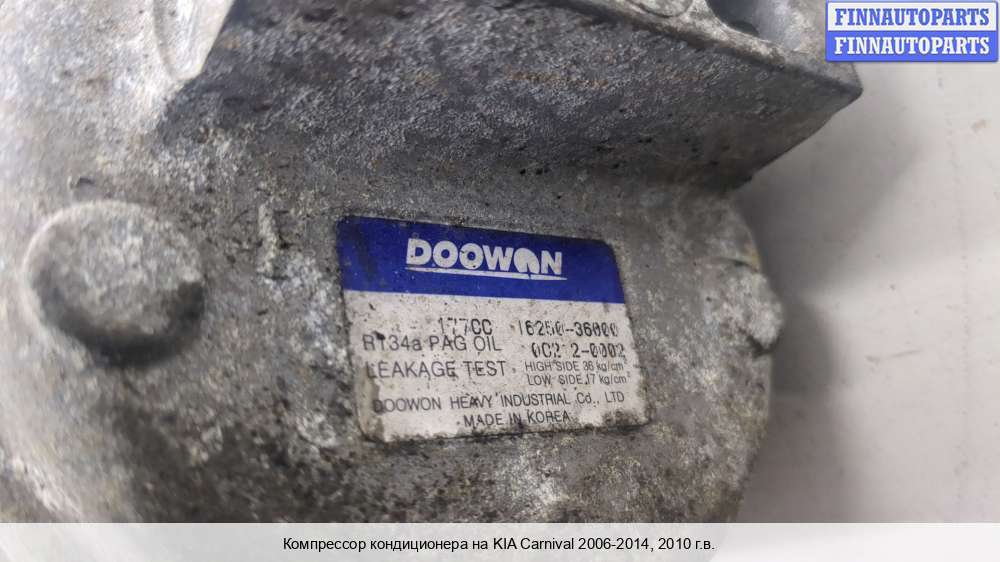 FINNAUTOPARTS
FINNAUTOPARTS
DOOWON
177CC 16250-36000
R134a PAG OIL
LEAKAGE TEST HIGH SIDE 36 kg/cm²
LOW SIDE 17 kg/cm²
DOOWON HEAVY INDUSTRIAL Co., LTD
MADE IN KOREA
Компрессор кондиционера на KIA Carnival 2006-2014, 2010 г.в.